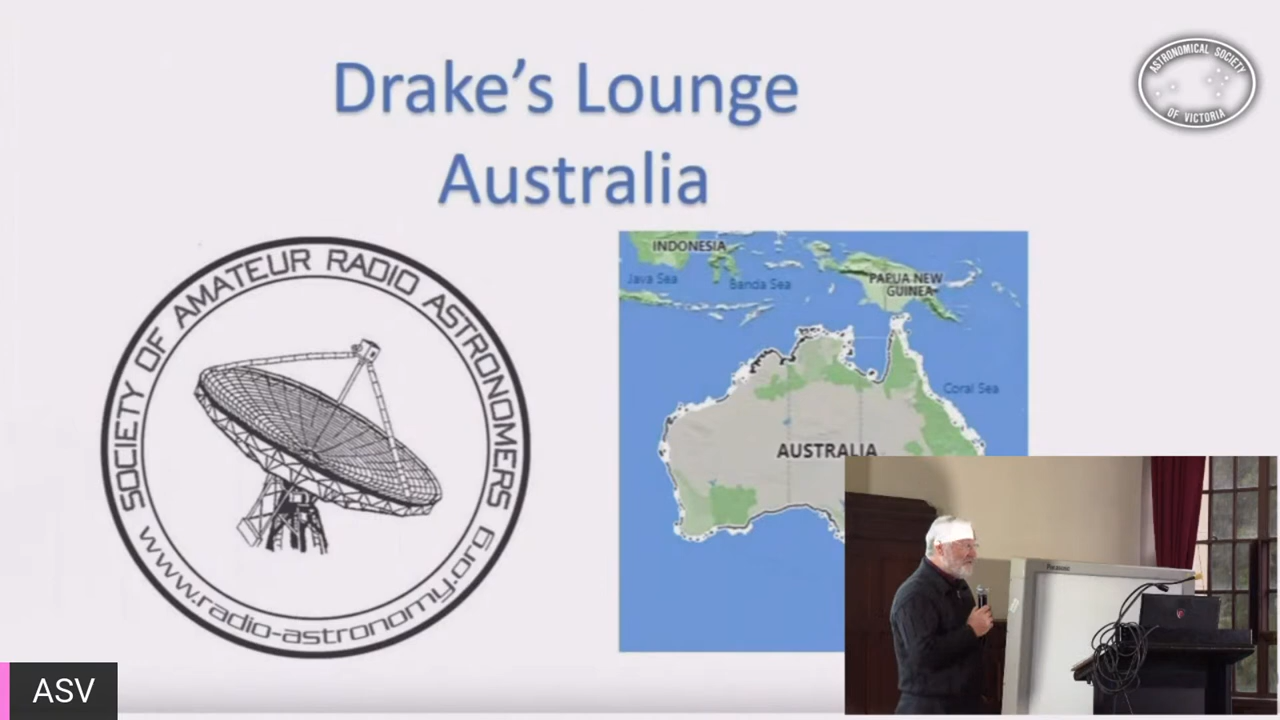 Drake's Lounge
Australia
ASTRONOMICAL SOCIETY
OF VICTORIA
SOCIETY OF AMATEUR RADIO ASTRONOMERS
www.radio-astronomy.org
INDONESIA
Java Sea
Banda Sea
PAPUA NEW
GUINEA
Coral Sea
AUSTRALIA
Panasonic
ASV